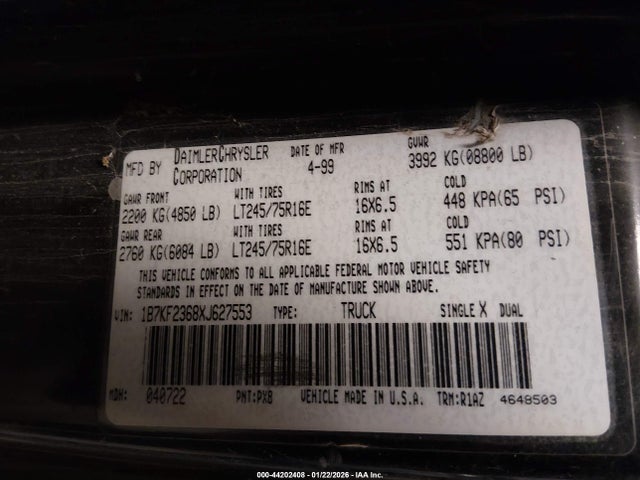 MFD BY DAIMLERCHRYSLER CORPORATION DATE OF MFR 4-99 GVWR 3992 KG(08800 LB)
GAWR FRONT WITH TIRES RIMS AT COLD
2200 KG(4850 LB) LT245/75R16E 16X6.5 448 KPA(65 PSI)
GAWR REAR WITH TIRES RIMS AT COLD
2760 KG(6084 LB) LT245/75R16E 16X6.5 551 KPA(80 PSI)
THIS VEHICLE CONFORMS TO ALL APPLICABLE FEDERAL MOTOR VEHICLE SAFETY
STANDARDS IN EFFECT ON THE DATE OF MANUFACTURE SHOWN ABOVE.
VIN: 1B7KF2368XJ627553 TYPE: TRUCK SINGLE X DUAL
MDH: 040722 PNT:PX8 VEHICLE MADE IN U.S.A. TRM:R1AZ 4648503
000-44202408 - 01/22/2026 - IAA Inc.